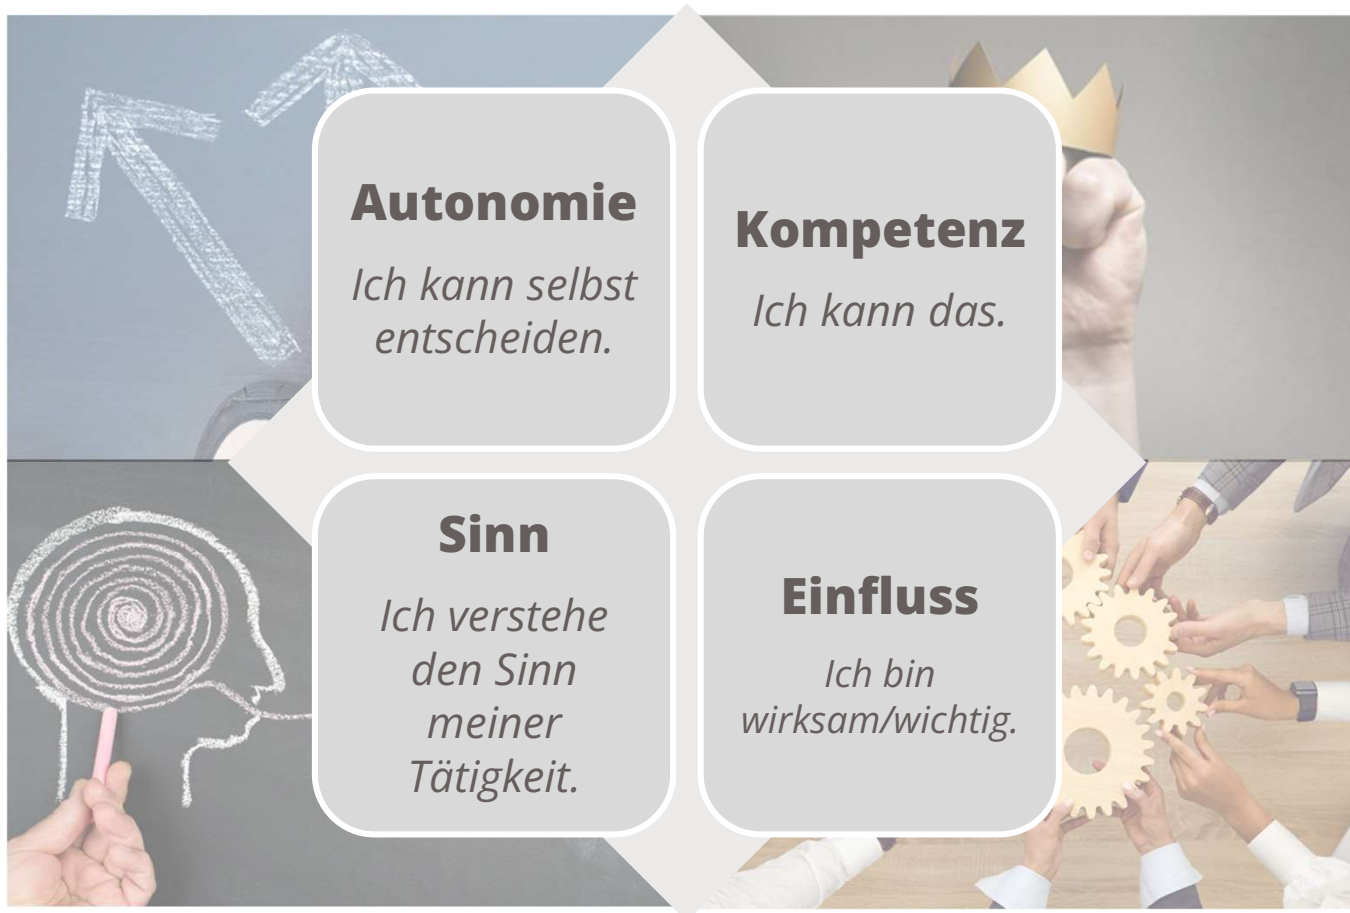 Autonomie
Ich kann selbst
entscheiden.
Kompetenz
Ich kann das.
Sinn
Ich verstehe
den Sinn
meiner
Tätigkeit.
Einfluss
Ich bin
wirksam/wichtig.